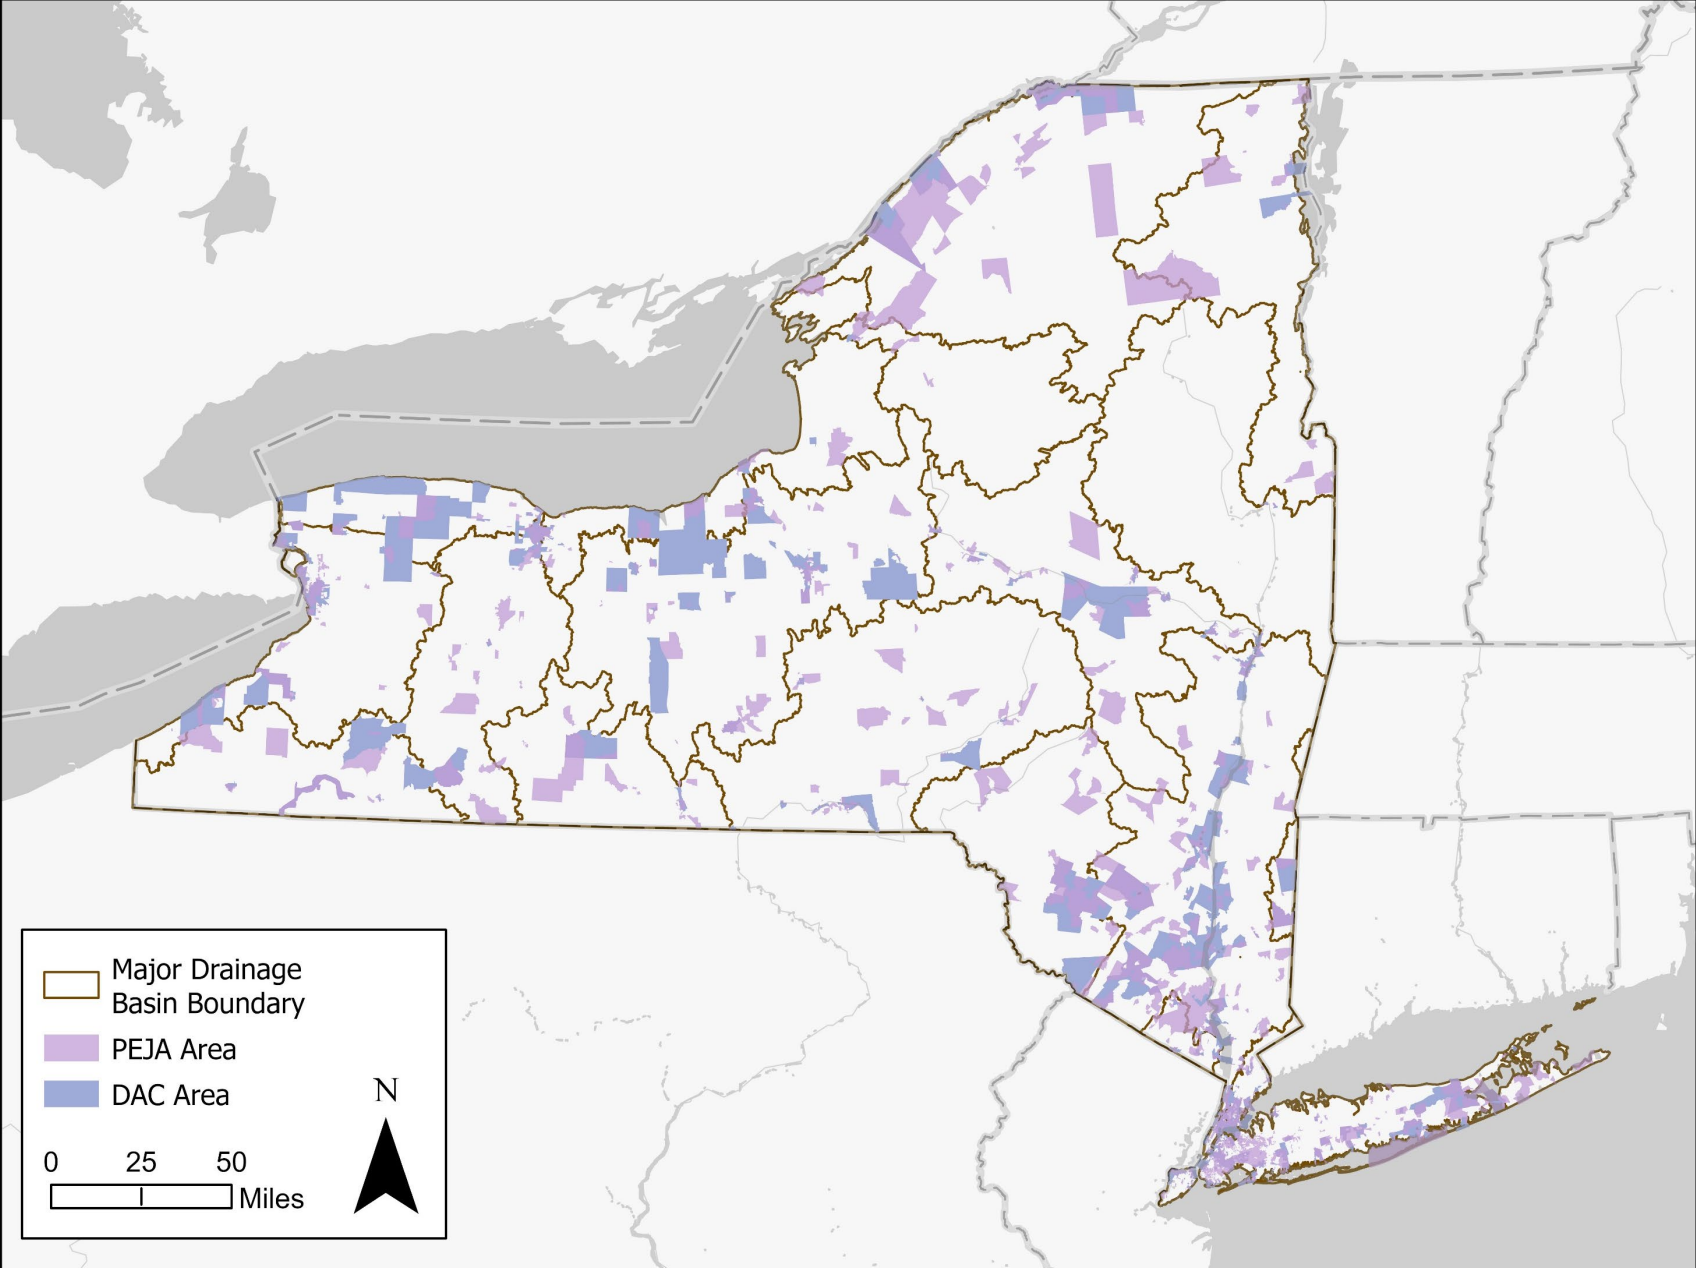 Major Drainage
Basin Boundary
PEJA Area
DAC Area
N
0 25 50
Miles